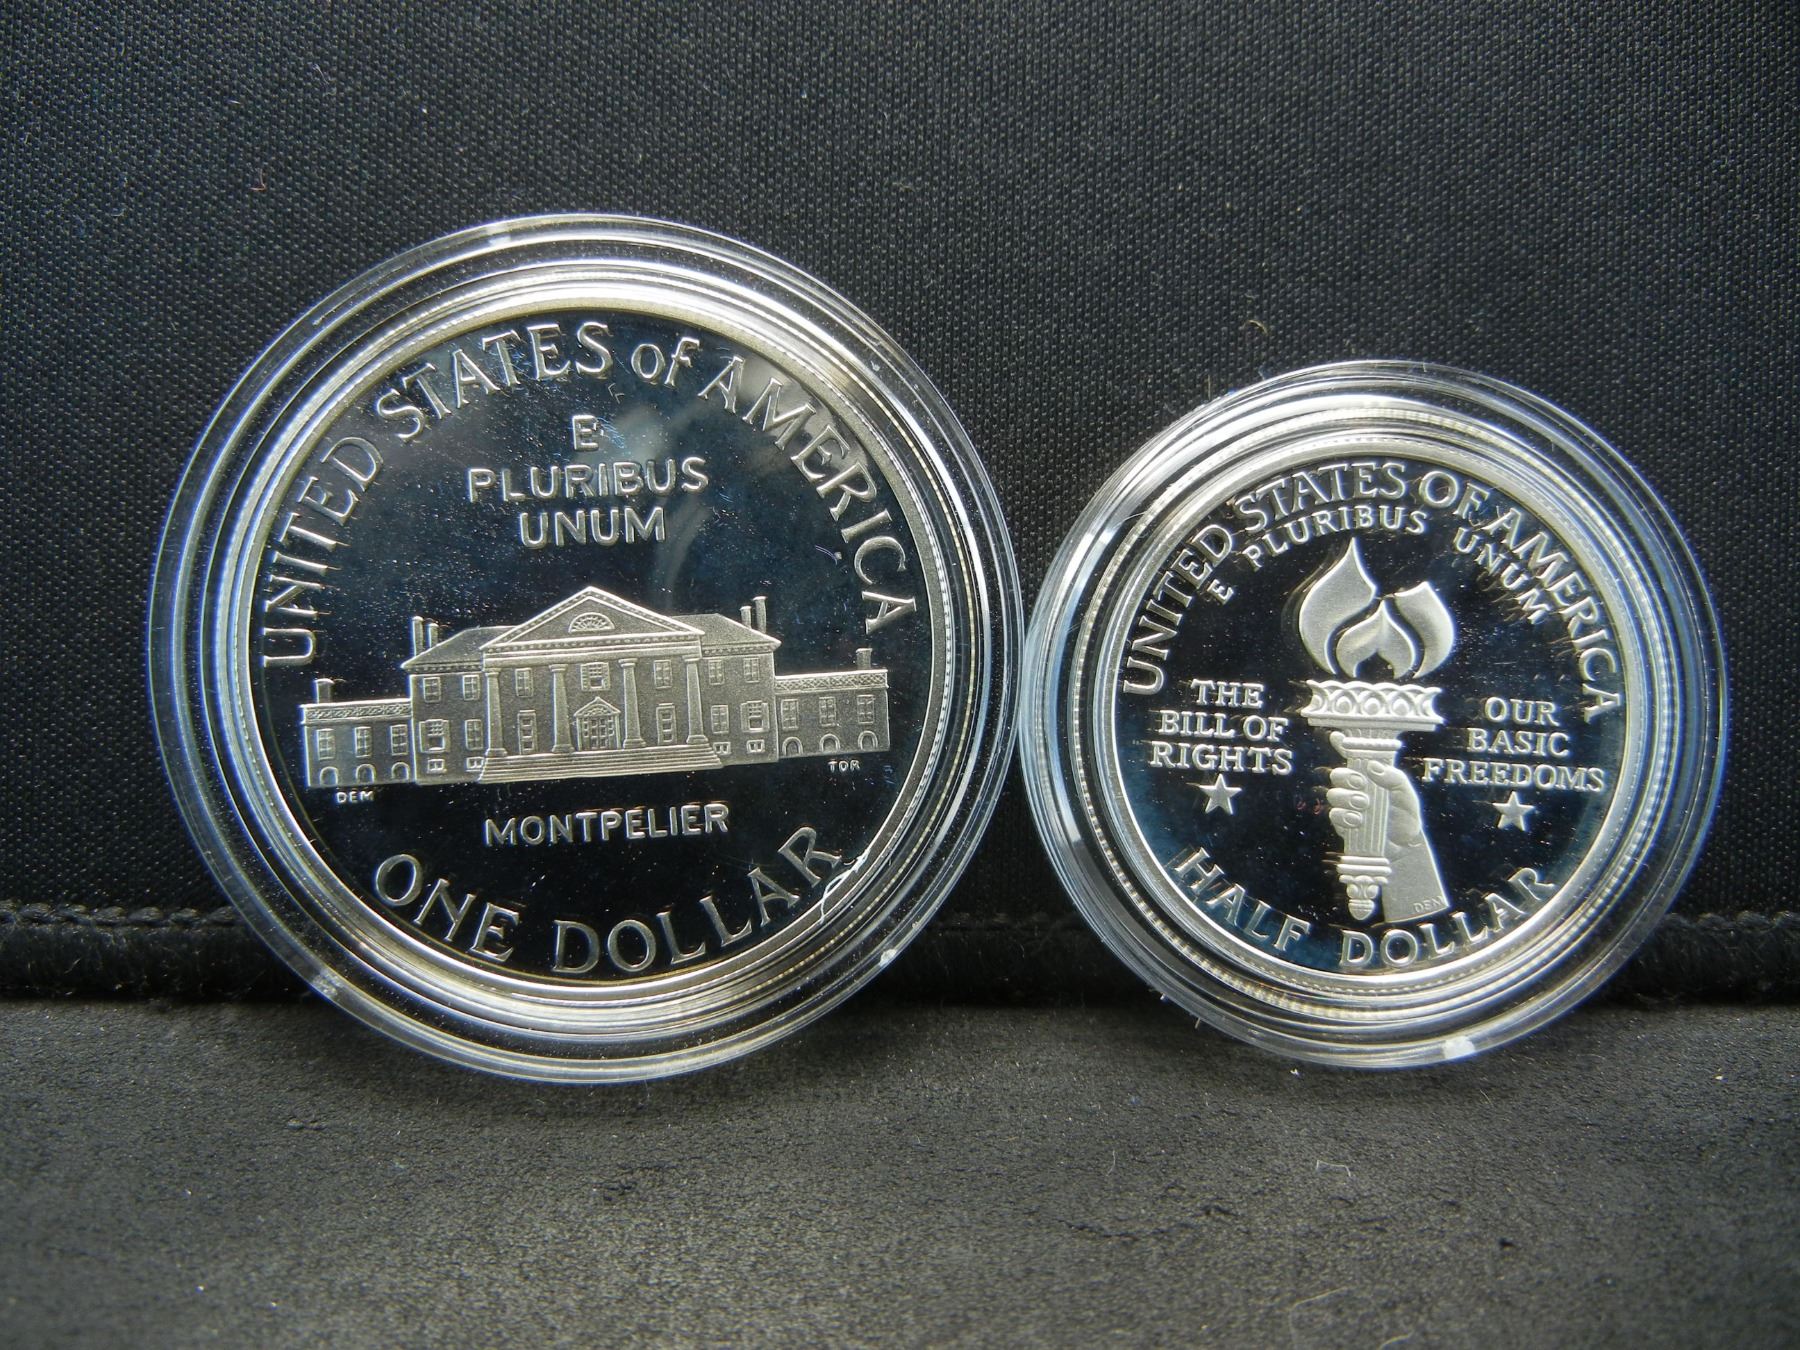 UNITED STATES of AMERICA
E
PLURIBUS
UNUM
DEM
TDR
MONTPELIER
ONE DOLLAR
UNITED STATES OF AMERICA
E PLURIBUS UNUM
THE
BILL OF
RIGHTS
OUR
BASIC
FREEDOMS
DEM
HALF DOLLAR